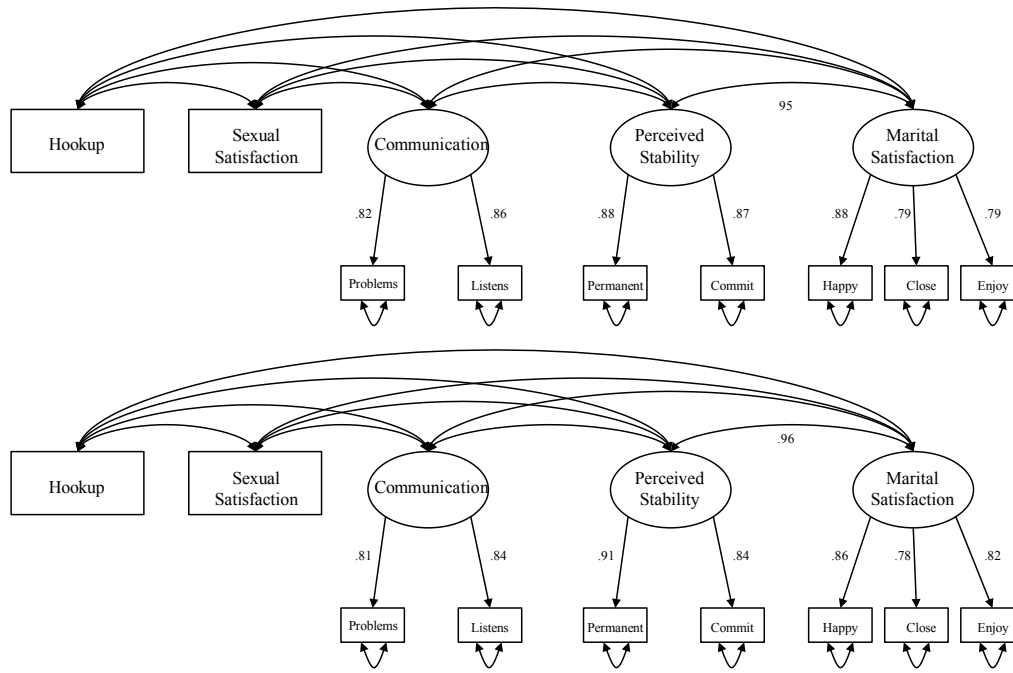 95
Hookup
Sexual
Satisfaction
Communication
Perceived
Stability
Marital
Satisfaction
.82
.86
.88
.87
.88
.79
.79
Problems
Listens
Permanent
Commit
Happy
Close
Enjoy
.96
Hookup
Sexual
Satisfaction
Communication
Perceived
Stability
Marital
Satisfaction
.81
.84
.91
.84
.86
.78
.82
Problems
Listens
Permanent
Commit
Happy
Close
Enjoy